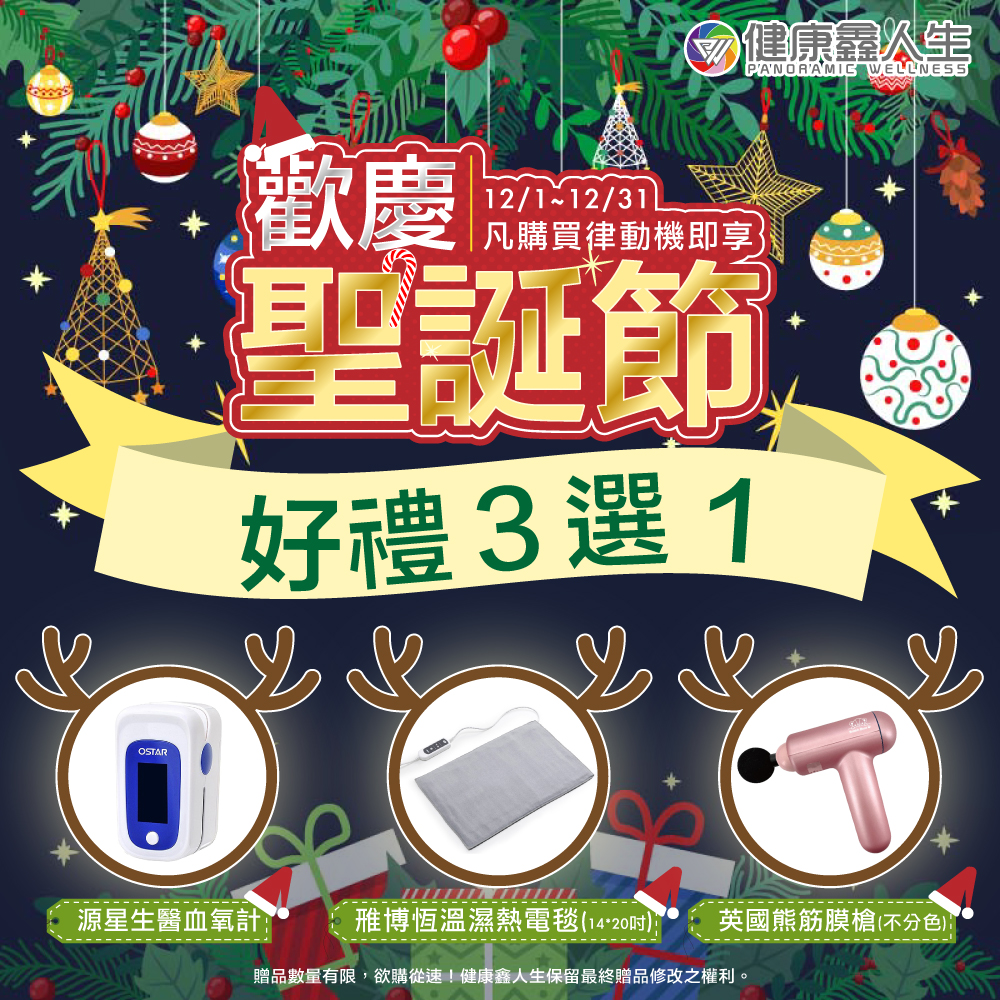 健康鑫人生
PANORAMIC WELLNESS
歡慶
12/1~12/31
凡購買律動機即享
聖誕節
好禮3選1
OSTAR
源星生醫血氧計
雅博恆溫濕熱電毯(14*20吋)
英國熊筋膜槍(不分色)
贈品數量有限，欲購從速！健康鑫人生保留最終贈品修改之權利。